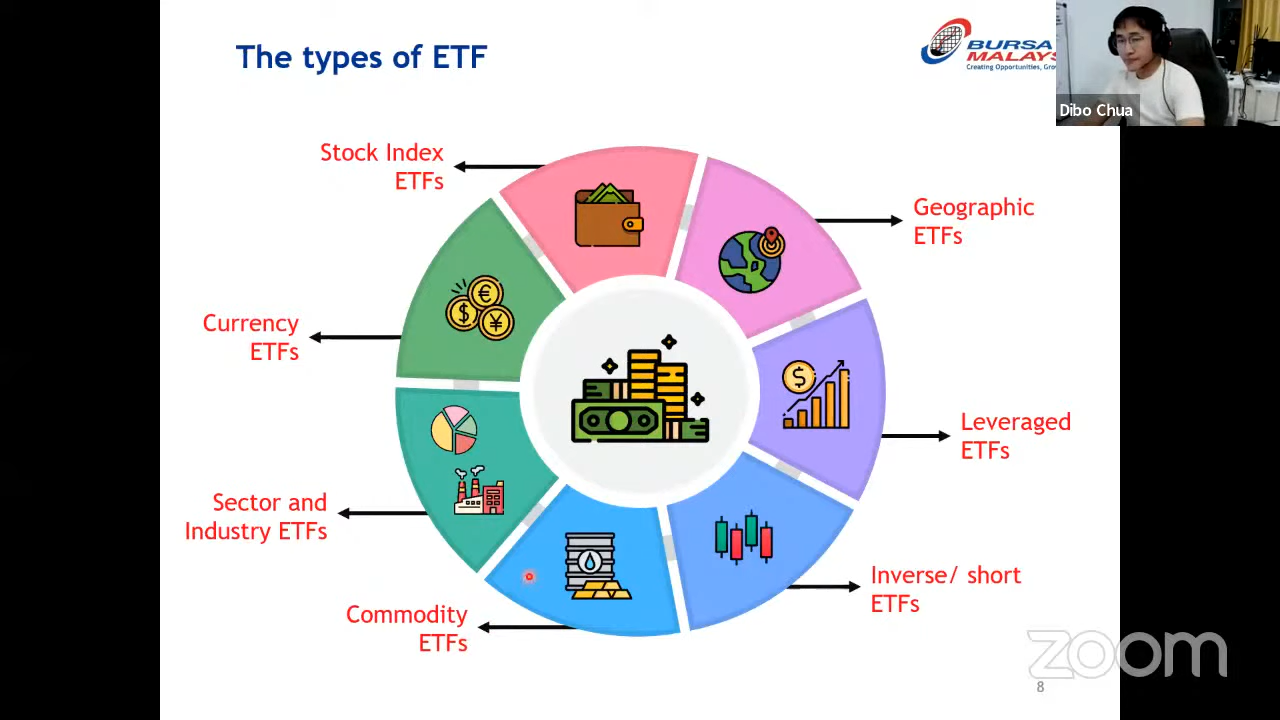 The types of ETF
BURSA
MALAYS
Creating Opportunities, Gro
Dibo Chua
Stock Index
ETFs
Geographic
ETFs
Currency
ETFs
Leveraged
ETFs
Sector and
Industry ETFs
Inverse/ short
ETFs
Commodity
ETFs
zoom
8